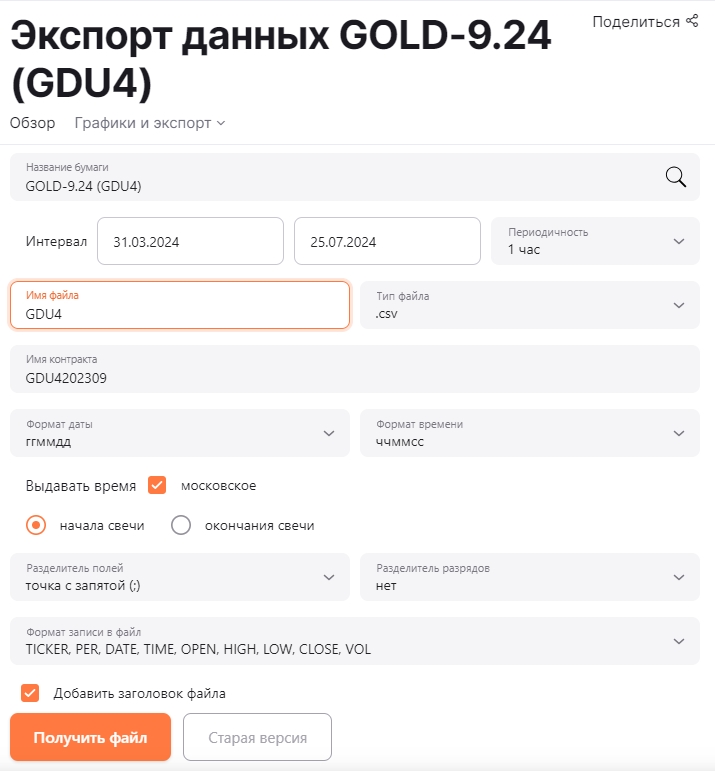 Экспорт данных GOLD-9.24
(GDU4)
Поделиться
Обзор
Графики и экспорт
Название бумаги
GOLD-9.24 (GDU4)
Интервал
31.03.2024
25.07.2024
Периодичность
1 час
Имя файла
GDU4
Тип файла
.csv
Имя контракта
GDU4202309
Формат даты
ггммдд
Формат времени
ччммсс
Выдавать время
московское
начала свечи
окончания свечи
Разделитель полей
точка с запятой (;)
Разделитель разрядов
нет
Формат записи в файл
TICKER, PER, DATE, TIME, OPEN, HIGH, LOW, CLOSE, VOL
Добавить заголовок файла
Получить файл
Старая версия